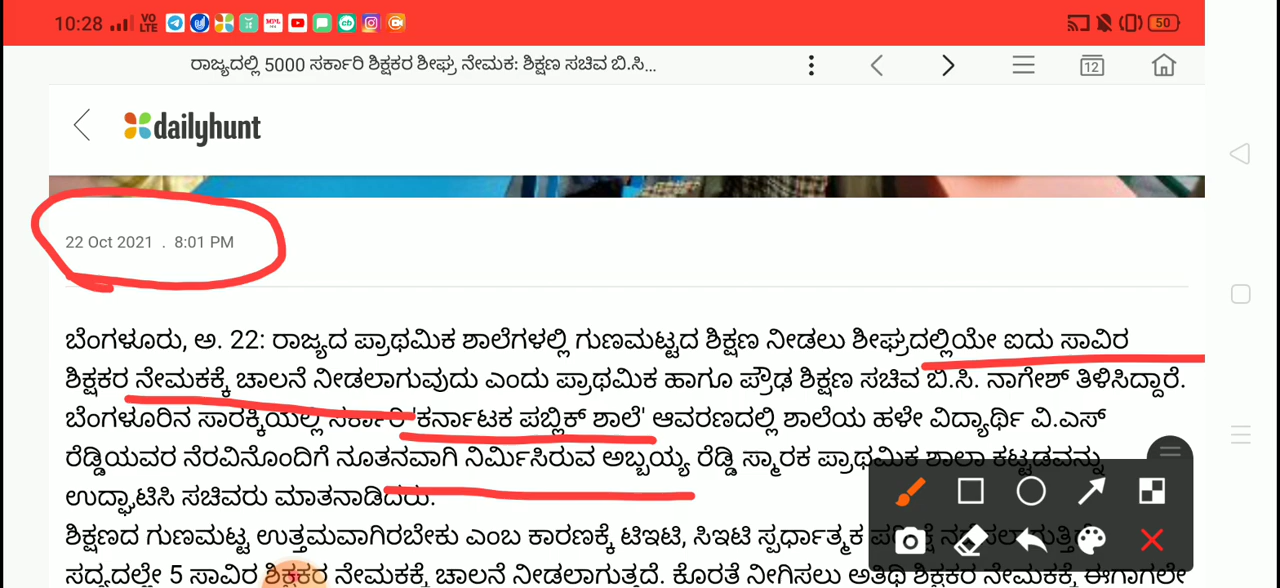 10:28 VO LTE 50
ರಾಜ್ಯದಲ್ಲಿ 5000 ಸರ್ಕಾರಿ ಶಿಕ್ಷಕರ ಶೀಘ್ರ ನೇಮಕ: ಶಿಕ್ಷಣ ಸಚಿವ ಬಿ.ಸಿ... 12
dailyhunt
22 Oct 2021 . 8:01 PM
ಬೆಂಗಳೂರು, ಅ. 22: ರಾಜ್ಯದ ಪ್ರಾಥಮಿಕ ಶಾಲೆಗಳಲ್ಲಿ ಗುಣಮಟ್ಟದ ಶಿಕ್ಷಣ ನೀಡಲು ಶೀಘ್ರದಲ್ಲಿಯೇ ಐದು ಸಾವಿರ
ಶಿಕ್ಷಕರ ನೇಮಕಕ್ಕೆ ಚಾಲನೆ ನೀಡಲಾಗುವುದು ಎಂದು ಪ್ರಾಥಮಿಕ ಹಾಗೂ ಪ್ರೌಢ ಶಿಕ್ಷಣ ಸಚಿವ ಬಿ.ಸಿ. ನಾಗೇಶ್ ತಿಳಿಸಿದ್ದಾರೆ.
ಬೆಂಗಳೂರಿನ ಸಾರಕ್ಕಿಯಲ್ಲಿ ಸರ್ಕಾರಿ 'ಕರ್ನಾಟಕ ಪಬ್ಲಿಕ್ ಶಾಲೆ' ಆವರಣದಲ್ಲಿ ಶಾಲೆಯ ಹಳೇ ವಿದ್ಯಾರ್ಥಿ ವಿ.ಎಸ್
ರೆಡ್ಡಿಯವರ ನೆರವಿನೊಂದಿಗೆ ನೂತನವಾಗಿ ನಿರ್ಮಿಸಿರುವ ಅಬ್ಬಯ್ಯ ರೆಡ್ಡಿ ಸ್ಮಾರಕ ಪ್ರಾಥಮಿಕ ಶಾಲಾ ಕಟ್ಟಡವನ್ನು
ಉದ್ಘಾಟಿಸಿ ಸಚಿವರು ಮಾತನಾಡಿದರು.
ಶಿಕ್ಷಣದ ಗುಣಮಟ್ಟ ಉತ್ತಮವಾಗಿರಬೇಕು ಎಂಬ ಕಾರಣಕ್ಕೆ ಟಿಇಟಿ, ಸಿಇಟಿ ಸ್ಪರ್ಧಾತ್ಮಕ
ಸದ್ಯದಲ್ಲೇ 5 ಸಾವಿರ ಶಿಕ್ಷಕರ ನೇಮಕಕ್ಕೆ ಚಾಲನೆ ನೀಡಲಾಗುತ್ತದೆ. ಕೊರತೆ ನೀಗಿಸಲು ಅತಿಥಿ ಶಿಕ್ಷಕರ ನೇಮಕಕ್ಕೆ ಈಗಾಗಲೇ